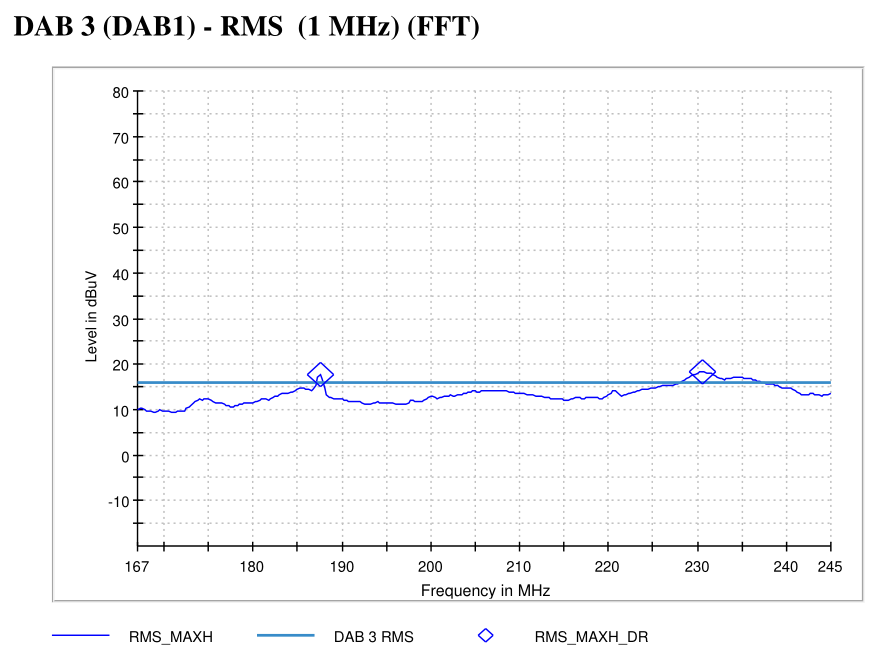 DAB 3 (DAB1) - RMS  (1 MHz) (FFT)
80
70
60
50
40
30
20
10
0
-10
Level in dBuV
167 180 190 200 210 220 230 240 245
Frequency in MHz
RMS_MAXH DAB 3 RMS RMS_MAXH_DR